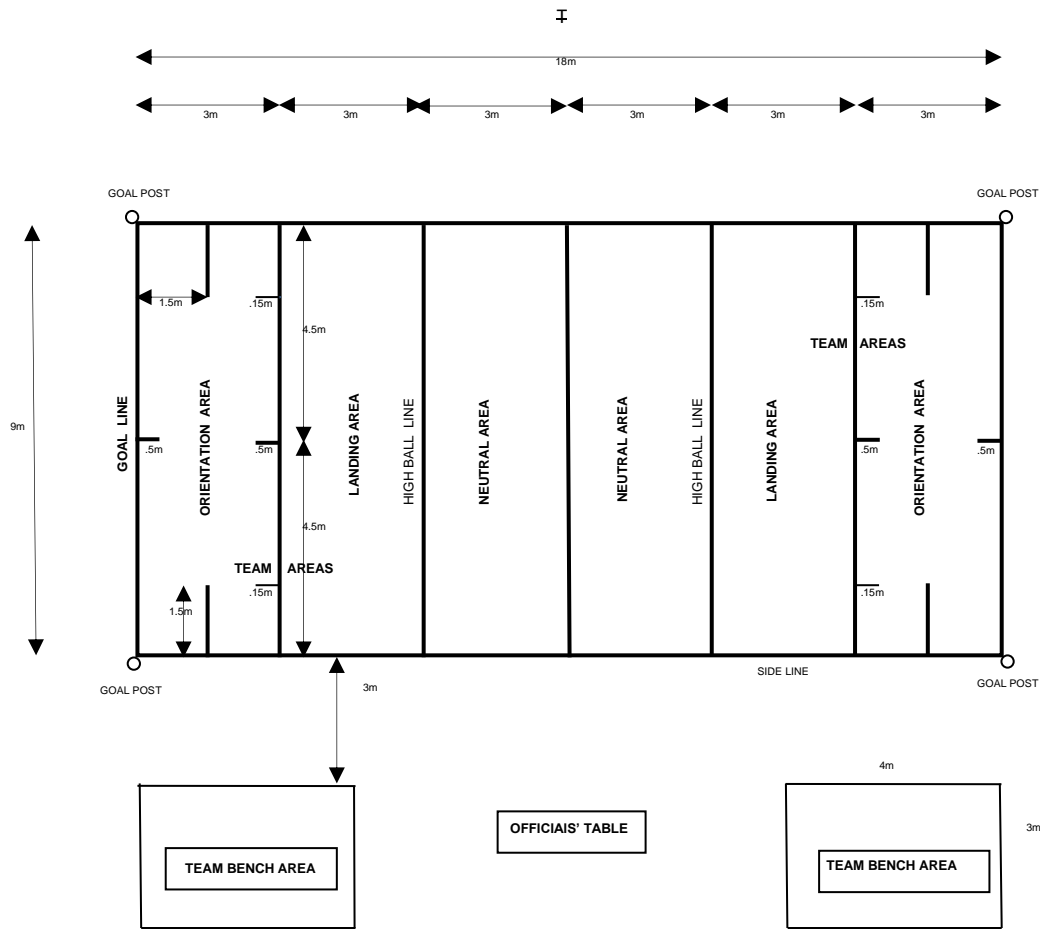 18m
3m 3m 3m 3m 3m 3m
GOAL POST GOAL POST
1.5m .15m .15m
4.5m
TEAM AREAS
9m
GOAL LINE
ORIENTATION AREA
LANDING AREA
HIGH BALL LINE
NEUTRAL AREA
NEUTRAL AREA
HIGH BALL LINE
LANDING AREA
ORIENTATION AREA
.5m .5m .5m .5m
4.5m
TEAM AREAS
.15m .15m
1.5m
SIDE LINE
GOAL POST GOAL POST
3m
4m
3m
OFFICIAIS' TABLE
TEAM BENCH AREA
TEAM BENCH AREA